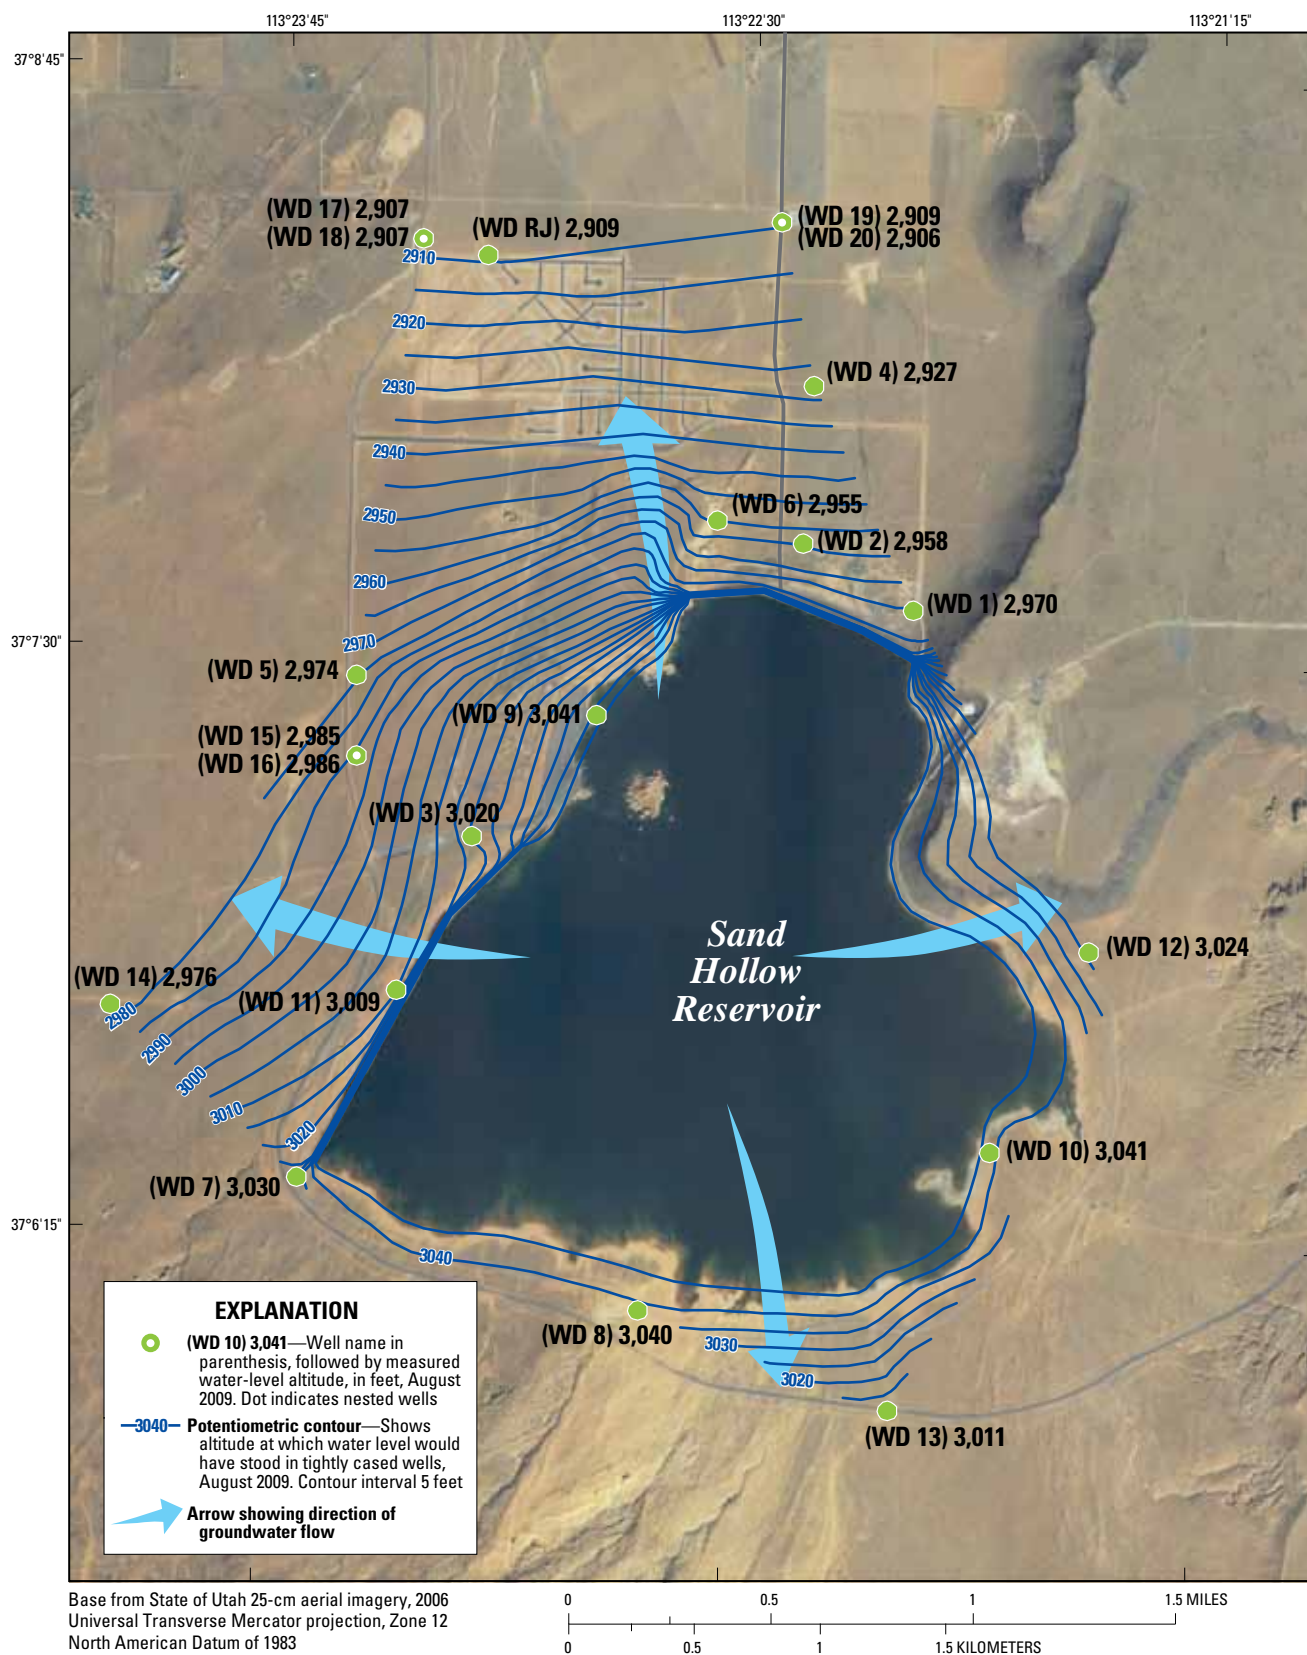 113°23'45"
113°22'30"
113°21'15"
37°8'45"
(WD 17) 2,907
(WD 18) 2,907
(WD RJ) 2,909
(WD 19) 2,909
(WD 20) 2,906
2910
2920
(WD 4) 2,927
2930
2940
2950
(WD 6) 2,955
(WD 2) 2,958
2960
(WD 1) 2,970
37°7'30"
2970
(WD 5) 2,974
(WD 9) 3,041
(WD 15) 2,985
(WD 16) 2,986
(WD 3) 3,020
Sand
Hollow
Reservoir
(WD 12) 3,024
(WD 14) 2,976
(WD 11) 3,009
2980
2990
3000
3010
3020
(WD 10) 3,041
(WD 7) 3,030
37°6'15"
3040
(WD 8) 3,040
3030
3020
(WD 13) 3,011
EXPLANATION
(WD 10) 3,041—Well name in
parenthesis, followed by measured
water-level altitude, in feet, August
2009. Dot indicates nested wells
3040
Potentiometric contour—Shows
altitude at which water level would
have stood in tightly cased wells,
August 2009. Contour interval 5 feet
Arrow showing direction of
groundwater flow
Base from State of Utah 25-cm aerial imagery, 2006
Universal Transverse Mercator projection, Zone 12
North American Datum of 1983
0 0.5 1 1.5 MILES
0 0.5 1 1.5 KILOMETERS